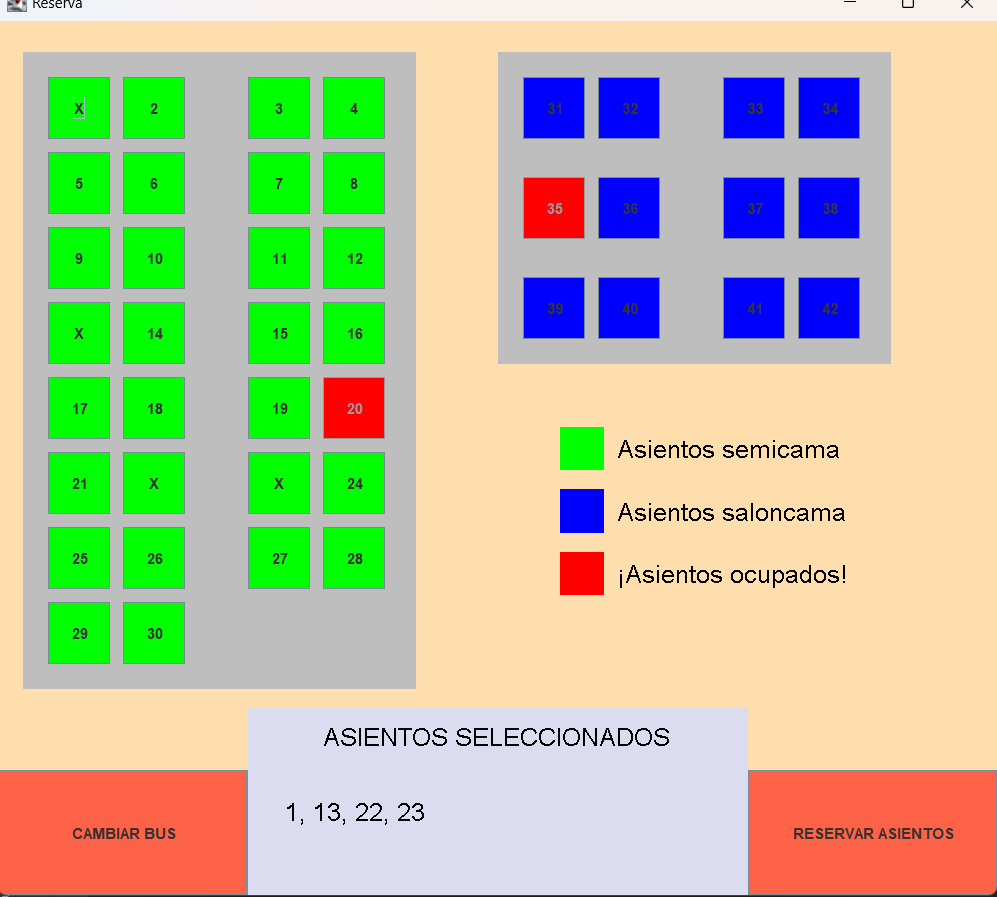 Reserva
X 2 3 4
5 6 7 8
9 10 11 12
X 14 15 16
17 18 19 20
21 X X 24
25 26 27 28
29 30
31 32 33 34
35 36 37 38
39 40 41 42
Asientos semicama
Asientos saloncama
¡Asientos ocupados!
ASIENTOS SELECCIONADOS
1, 13, 22, 23
CAMBIAR BUS
RESERVAR ASIENTOS